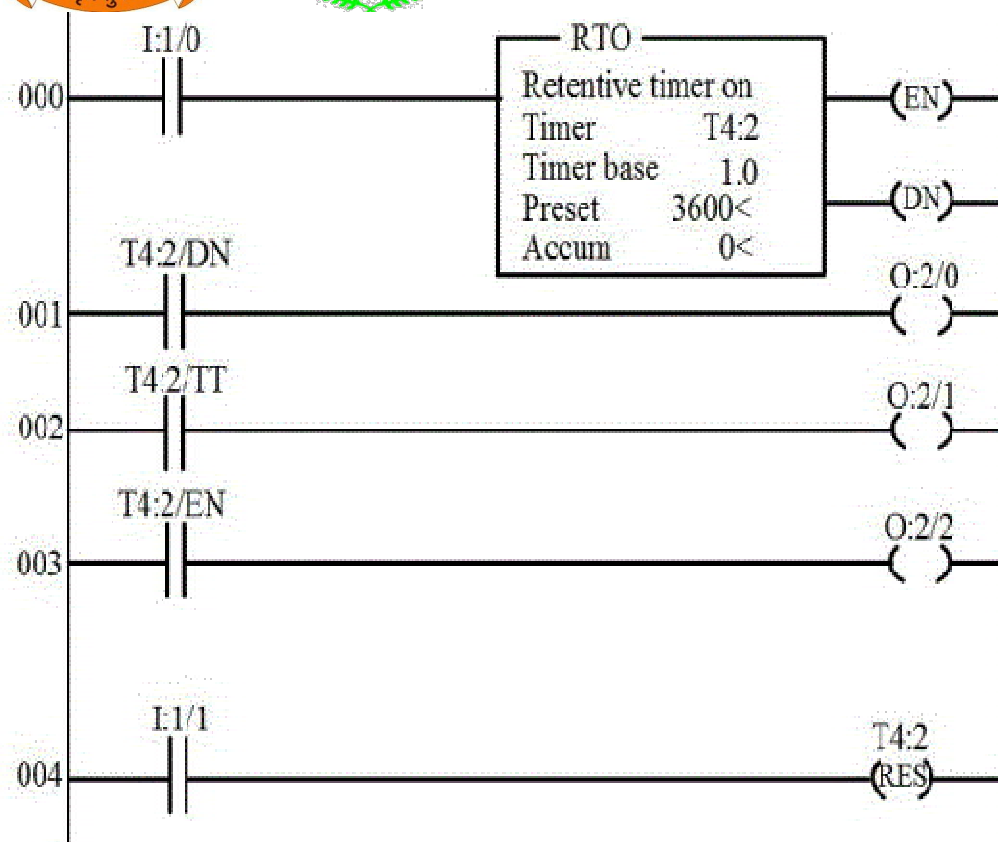 I:1/0
RTO
000
Retentive timer on
(EN)
Timer T4:2
Timer base 1.0
Preset 3600<
(DN)
Accum 0<
T4:2/DN
O:2/0
001
T4:2/TT
O:2/1
002
T4:2/EN
O:2/2
003
I:1/1
T4:2
004
(RES)